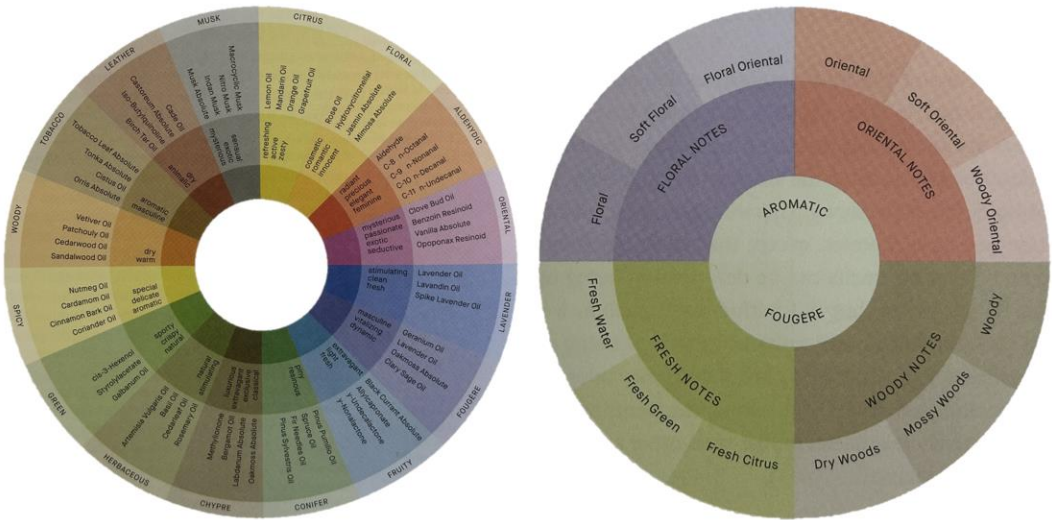 CITRUS
Lemon Oil
Mandarin Oil
Orange Oil
Grapefruit Oil
refreshing
active
zesty
FLORAL
Rose Oil
Hydroxycitronellal
Jasmin Absolute
Mimosa Absolute
cosmetic
romantic
innocent
ALDEHYDIC
Aldehyde
C-8 n-Octanal
C-9 n-Nonanal
C-10 n-Decanal
C-11 n-Undecanal
radiant
precious
elegant
feminine
ORIENTAL
Clove Bud Oil
Benzoin Resinoid
Vanilla Absolute
Opoponax Resinoid
mysterious
passionate
exotic
seductive
LAVENDER
Lavender Oil
Lavandin Oil
Spike Lavender Oil
stimulating
clean
fresh
FOUGÈRE
Geranium Oil
Lavender Oil
Oakmoss Absolute
Clary Sage Oil
masculine
vitalizing
dynamic
FRUITY
Black Currant Absolute
Allylcapronate
γ-Undecalactone
γ-Nonalactone
extravagant
light
fresh
CONIFER
Pinus Pumilio Oil
Spruce Oil
Fir Needles Oil
Pinus Sylvestris Oil
piny
resinous
CHYPRE
Methylionone
Bergamot Oil
Labdanum Absolute
Oakmoss Absolute
luxurious
extravagant
exclusive
classical
HERBACEOUS
Artemisia Vulgaris Oil
Basil Oil
Cedarleaf Oil
Rosemary Oil
natural
stimulating
GREEN
cis-3-Hexenol
Styrolylacetate
Galbanum Oil
sporty
crispy
natural
SPICY
Nutmeg Oil
Cardamom Oil
Cinnamon Bark Oil
Coriander Oil
special
delicate
aromatic
WOODY
Vetiver Oil
Patchouly Oil
Cedarwood Oil
Sandalwood Oil
dry
warm
TOBACCO
Tobacco Leaf Absolute
Tonka Absolute
Cistus Oil
Orris Absolute
aromatic
masculine
LEATHER
Cade Oil
Castoreum Absolute
Iso-Butylquinoline
Birch Tar Oil
dry
animalic
MUSK
Macrocyclic Musk
Nitro Musk
Indan Musk
Musk Absolute
sensual
exotic
mysterious
FLORAL NOTES
Floral
Soft Floral
Floral Oriental
ORIENTAL NOTES
Oriental
Soft Oriental
Woody Oriental
WOODY NOTES
Woody
Mossy Woods
Dry Woods
FRESH NOTES
Fresh Citrus
Fresh Green
Fresh Water
AROMATIC
FOUGÈRE